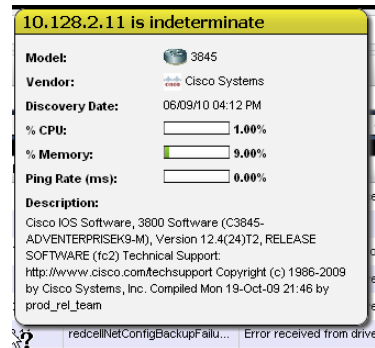 10.128.2.11 is indeterminate
Model: 3845
Vendor: Cisco Systems
Discovery Date: 06/09/10 04:12 PM
% CPU: 1.00%
% Memory: 9.00%
Ping Rate (ms): 0.00%
Description:
Cisco IOS Software, 3800 Software (C3845-
ADVENTERPRISEK9-M), Version 12.4(24)T2, RELEASE
SOFTWARE (fc2) Technical Support:
http://www.cisco.com/techsupport Copyright (c) 1986-2009
by Cisco Systems, Inc. Compiled Mon 19-Oct-09 21:46 by
prod_rel_team
redcellNetConfigBackupFailu... Error received from drive